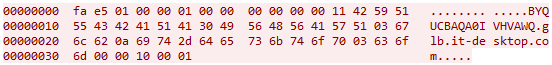 00000000 fa e5 01 00 00 01 00 00 00 00 00 00 11 42 59 51 ........ .....BYQ
00000010 55 43 42 41 51 41 30 49 56 48 56 41 57 51 03 67 UCBAQA0I VHVAWQ.g
00000020 6c 62 0a 69 74 2d 64 65 73 6b 74 6f 70 03 63 6f lb.it-de sktop.co
00000030 6d 00 00 10 00 01 m.....